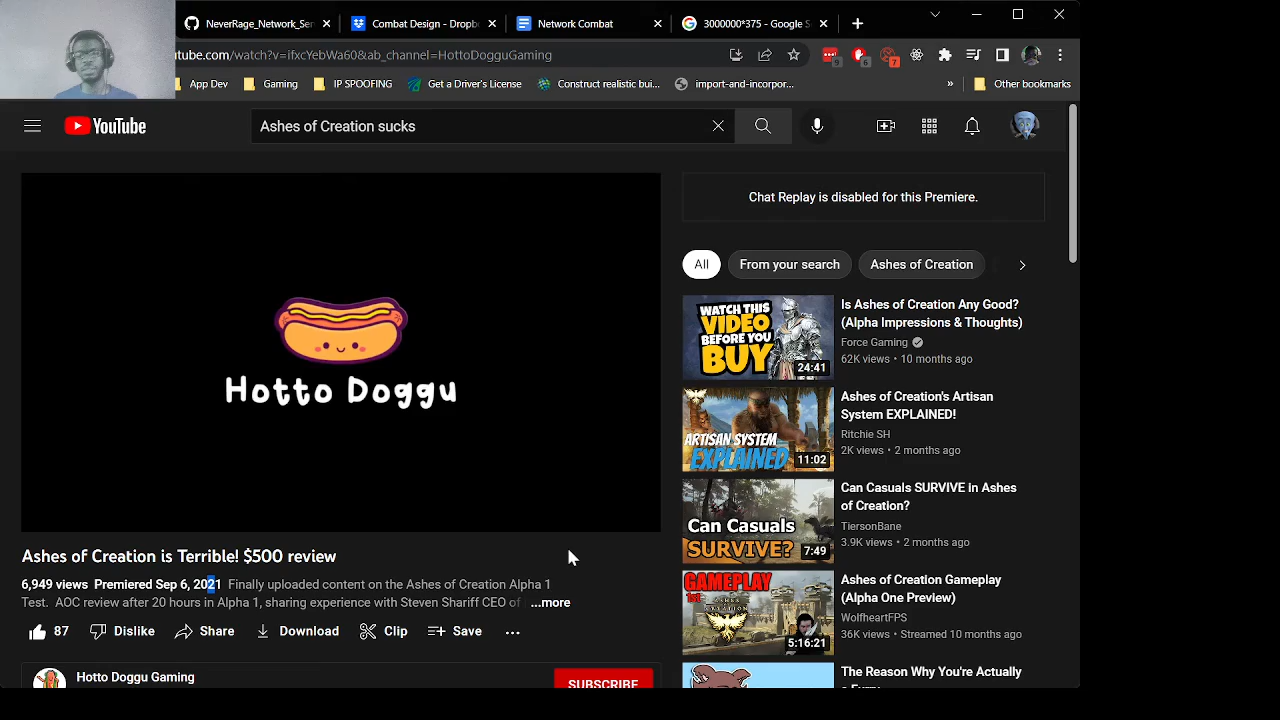 NeverRage_Network_Ser
Combat Design - Dropb
Network Combat
3000000*375 - Google S
tube.com/watch?v=ifxcYebWa60&ab_channel=HottoDogguGaming
9
6
7
App Dev
Gaming
IP SPOOFING
Get a Driver's License
Construct realistic bui...
import-and-incorpor...
»
Other bookmarks
YouTube
Ashes of Creation sucks
Chat Replay is disabled for this Premiere.
Hotto Doggu
All
From your search
Ashes of Creation
WATCH THIS
VIDEO
BEFORE YOU
BUY
24:41
Is Ashes of Creation Any Good?
(Alpha Impressions & Thoughts)
Force Gaming
62K views • 10 months ago
ARTISAN SYSTEM
EXPLAINED!
11:02
Ashes of Creation's Artisan
System EXPLAINED!
Ritchie SH
2K views • 2 months ago
Can Casuals
SURVIVE?
7:49
Can Casuals SURVIVE in Ashes
of Creation?
TiersonBane
3.9K views • 2 months ago
GAMEPLAY
5:16:21
Ashes of Creation Gameplay
(Alpha One Preview)
WolfheartFPS
36K views • Streamed 10 months ago
The Reason Why You're Actually
Ashes of Creation is Terrible! $500 review
6,949 views Premiered Sep 6, 2021 Finally uploaded content on the Ashes of Creation Alpha 1
Test. AOC review after 20 hours in Alpha 1, sharing experience with Steven Shariff CEO of ...more
87
Dislike
Share
Download
Clip
Save
Hotto Doggu Gaming
SUBSCRIBE